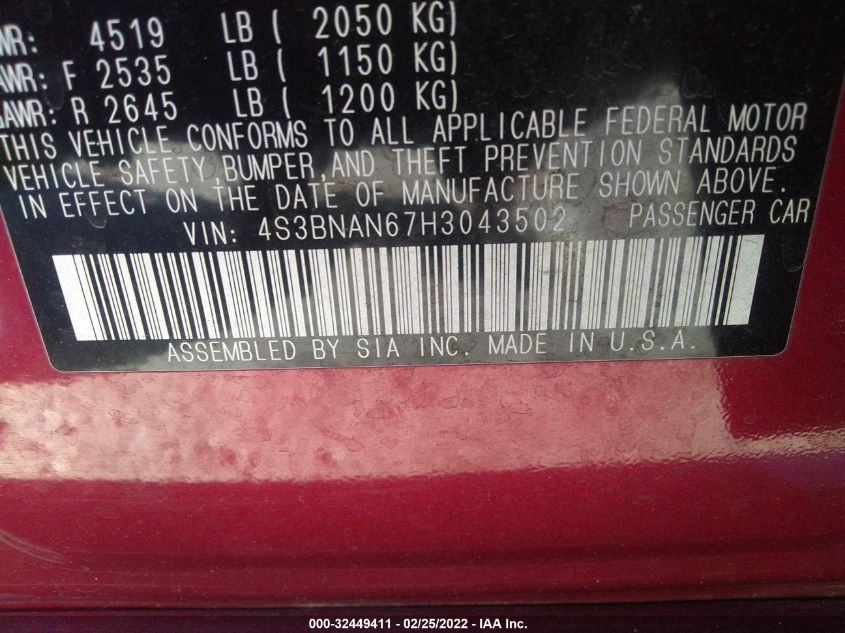 WR: 4519 LB ( 2050 KG)
AWR: F 2535 LB ( 1150 KG)
AWR: R 2645 LB ( 1200 KG)
THIS VEHICLE CONFORMS TO ALL APPLICABLE FEDERAL MOTOR
VEHICLE SAFETY,BUMPER,AND THEFT PREVENTION STANDARDS
IN EFFECT ON THE DATE OF MANUFACTURE SHOWN ABOVE.
VIN: 4S3BNAN67H3043502 PASSENGER CAR
ASSEMBLED BY SIA INC. MADE IN U.S.A.
000-32449411 - 02/25/2022 - IAA Inc.